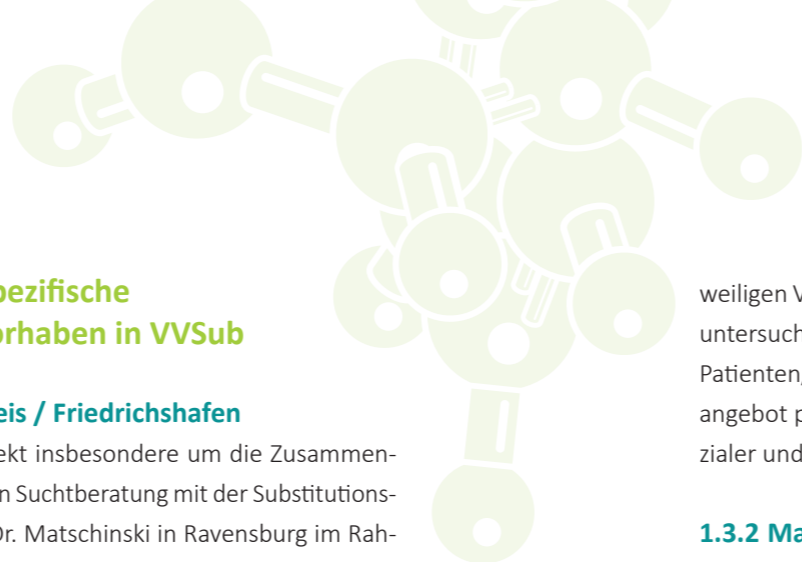 pezifische
orhaben in VVSub
eis / Friedrichshafen
ekt insbesondere um die Zusammen-
n Suchtberatung mit der Substitutions-
Dr. Matschinski in Ravensburg im Rah-
weiligen V
untersuch
Patienten,
angebot p
zialer und
1.3.2 Ma